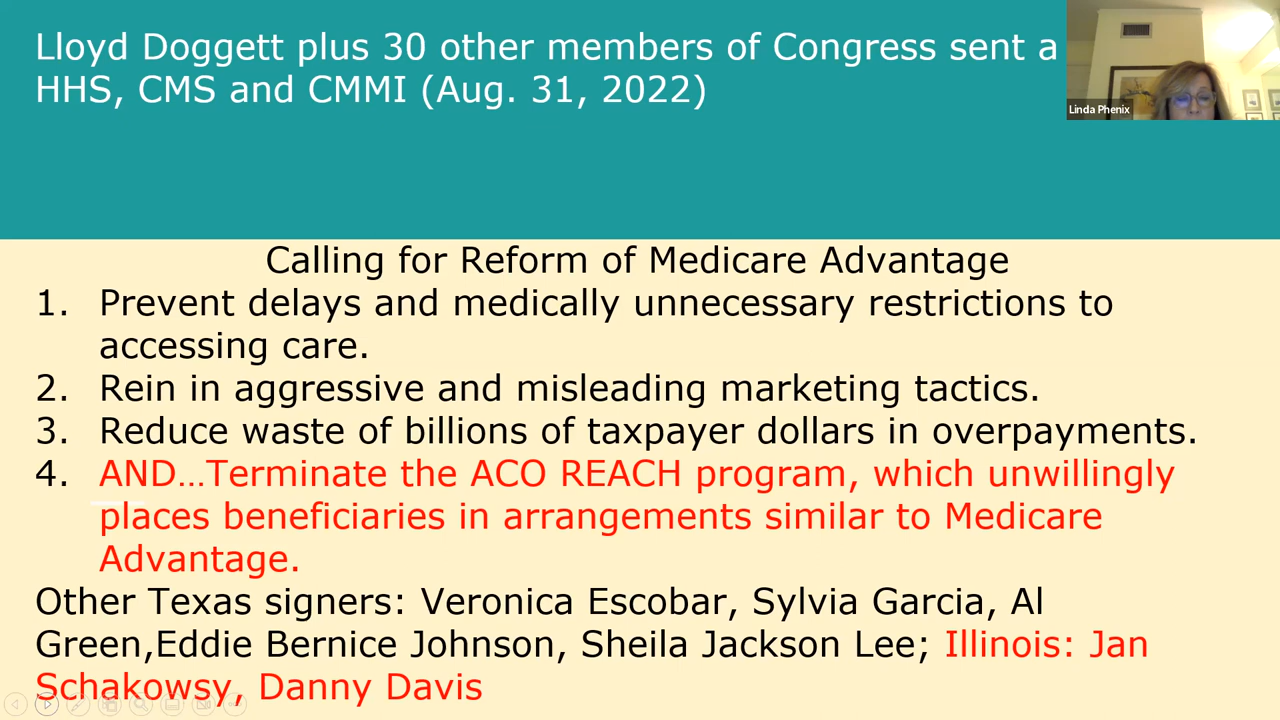 Lloyd Doggett plus 30 other members of Congress sent a
HHS, CMS and CMMI (Aug. 31, 2022)
Linda Phenix
Calling for Reform of Medicare Advantage
1. Prevent delays and medically unnecessary restrictions to
accessing care.
2. Rein in aggressive and misleading marketing tactics.
3. Reduce waste of billions of taxpayer dollars in overpayments.
4. AND...Terminate the ACO REACH program, which unwillingly
places beneficiaries in arrangements similar to Medicare
Advantage.
Other Texas signers: Veronica Escobar, Sylvia Garcia, Al
Green,Eddie Bernice Johnson, Sheila Jackson Lee; Illinois: Jan
Schakowsy, Danny Davis